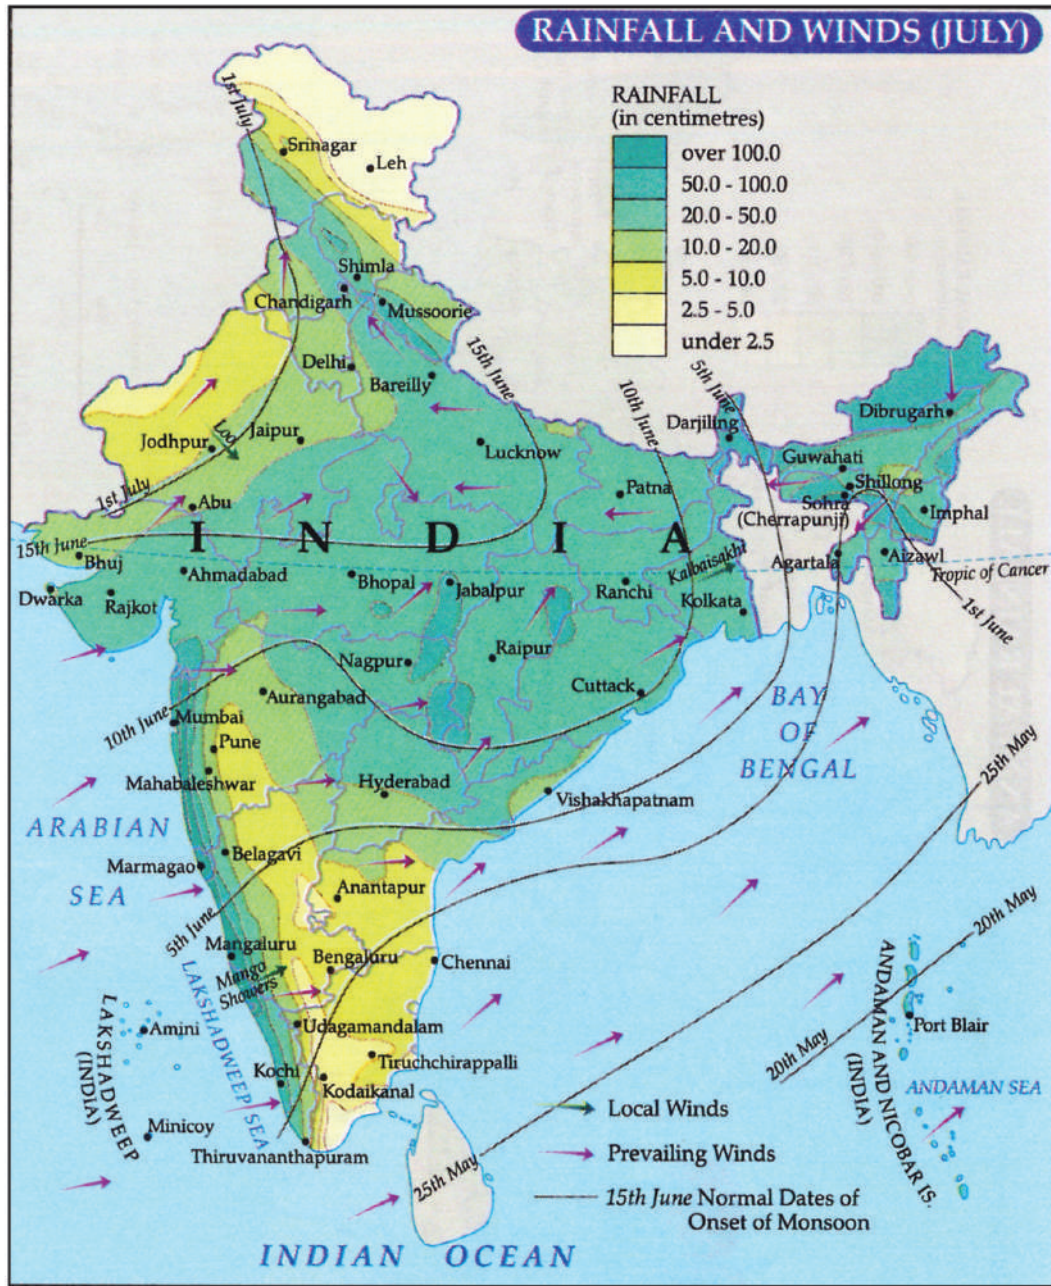 RAINFALL AND WINDS (JULY)
RAINFALL
(in centimetres)
over 100.0
50.0 - 100.0
20.0 - 50.0
10.0 - 20.0
5.0 - 10.0
2.5 - 5.0
under 2.5
1st July
Srinagar
Leh
Shimla
Chandigarh
Mussoorie
Delhi
Bareilly
15th June
10th June
5th June
Darjiling
Dibrugarh
Jodhpur
Loo
Jaipur
Lucknow
Guwahati
Shillong
Patna
Sohra
(Cherrapunji)
Imphal
1st July
Abu
INDIA
15th June
Bhuj
Ahmadabad
Bhopal
Jabalpur
Ranchi
Kalbaisakhi
Agartala
Aizawl
Tropic of Cancer
1st June
Dwarka
Rajkot
Kolkata
Nagpur
Raipur
Cuttack
Aurangabad
10th June
Mumbai
Pune
Mahabaleshwar
Hyderabad
Vishakhapatnam
BAY
OF
BENGAL
25th May
ARABIAN
SEA
Marmagao
Belagavi
Anantapur
5th June
Mangaluru
Mango
Showers
Bengaluru
Chennai
20th May
LAKSHADWEEP SEA
LAKSHADWEEP
(INDIA)
Amini
Udagamandalam
Tiruchchirappalli
Kochi
Kodaikanal
Minicoy
Thiruvananthapuram
25th May
20th May
Port Blair
ANDAMAN AND NICOBAR IS.
(INDIA)
ANDAMAN SEA
Local Winds
Prevailing Winds
15th June Normal Dates of
Onset of Monsoon
INDIAN OCEAN